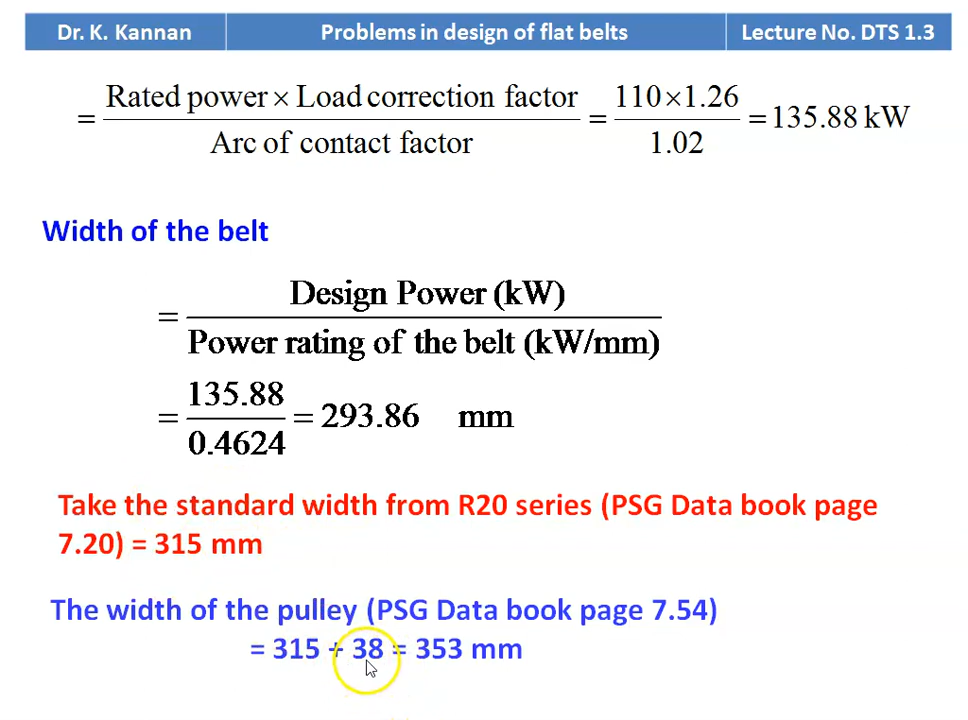 Dr. K. Kannan Problems in design of flat belts Lecture No. DTS 1.3
= Rated power × Load correction factor / Arc of contact factor = 110×1.26 / 1.02 = 135.88 kW
Width of the belt
= Design Power (kW) / Power rating of the belt (kW/mm)
= 135.88 / 0.4624 = 293.86 mm
Take the standard width from R20 series (PSG Data book page
7.20) = 315 mm
The width of the pulley (PSG Data book page 7.54)
= 315 + 38 = 353 mm